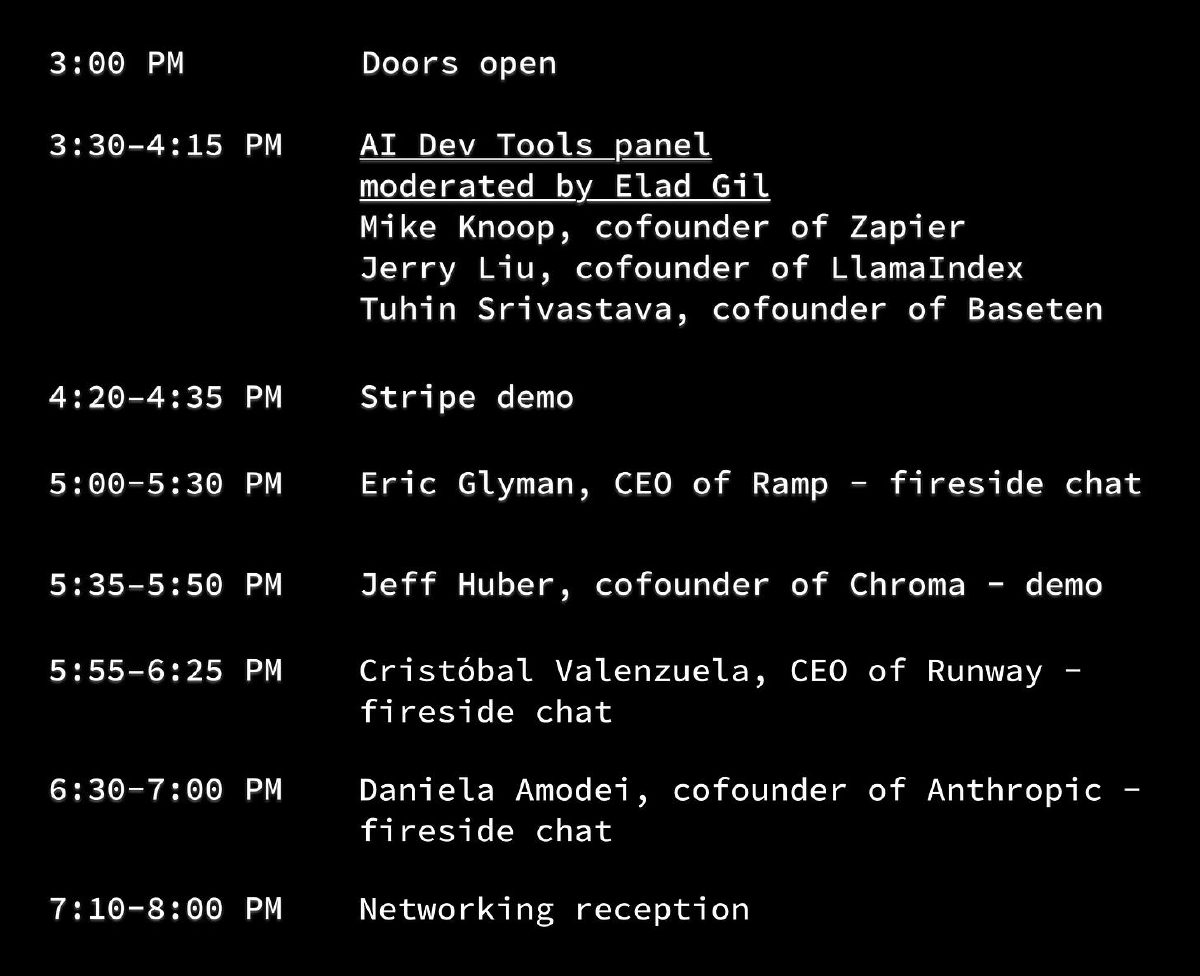 3:00 PM Doors open
3:30–4:15 PM AI Dev Tools panel
moderated by Elad Gil
Mike Knoop, cofounder of Zapier
Jerry Liu, cofounder of LlamaIndex
Tuhin Srivastava, cofounder of Baseten
4:20–4:35 PM Stripe demo
5:00–5:30 PM Eric Glyman, CEO of Ramp – fireside chat
5:35–5:50 PM Jeff Huber, cofounder of Chroma – demo
5:55–6:25 PM Cristóbal Valenzuela, CEO of Runway –
fireside chat
6:30–7:00 PM Daniela Amodei, cofounder of Anthropic –
fireside chat
7:10–8:00 PM Networking reception